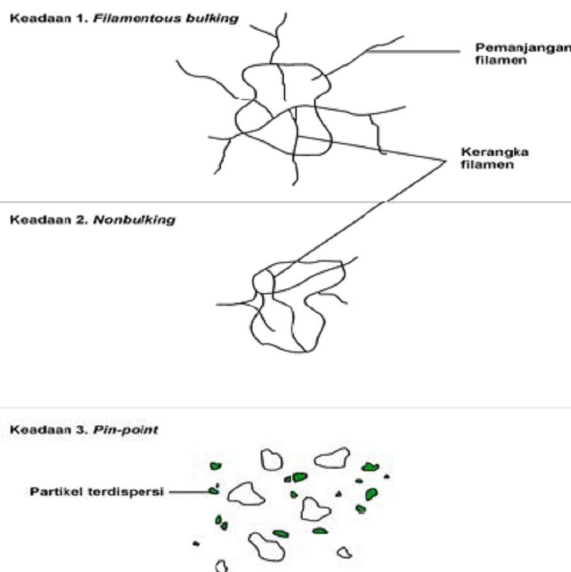 Keadaan 1. Filamentous bulking
Pemanjangan
filamen
Kerangka
filamen
Keadaan 2. Nonbulking
Keadaan 3. Pin-point
Partikel terdispersi